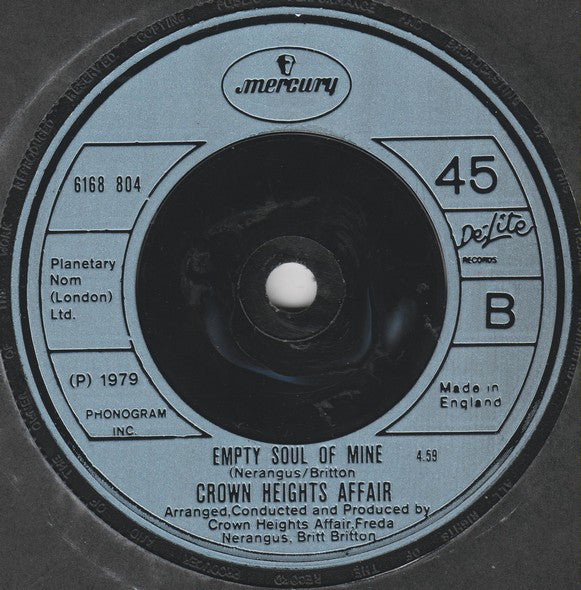 mercury
6168 804
45
De-Lite
RECORDS
Planetary
Nom
(London)
Ltd.
B
(P) 1979
PHONOGRAM
INC.
Made in
England
EMPTY SOUL OF MINE 4.59
(Nerangus/Britton
CROWN HEIGHTS AFFAIR
Arranged,Conducted and Produced by
Crown Heights Affair,Freda
Nerangus, Britt Britton